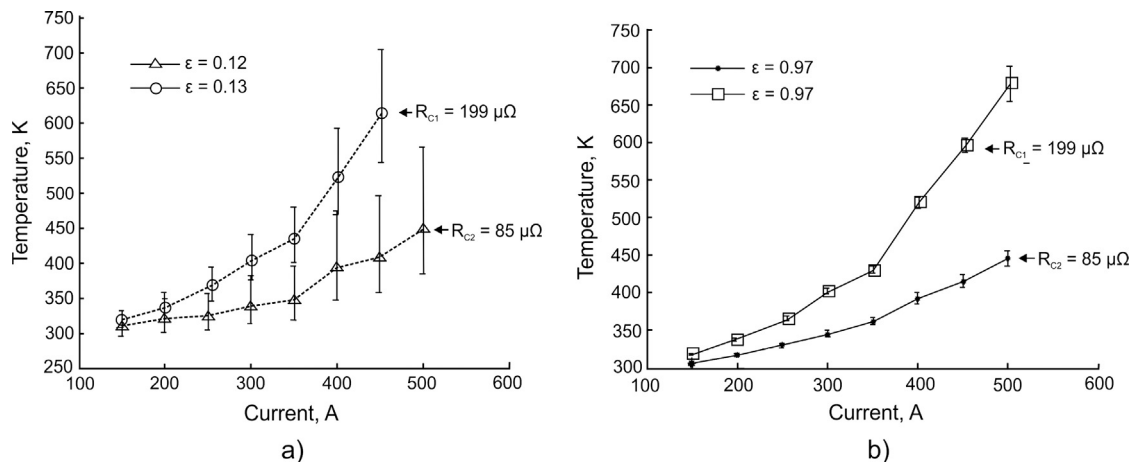 750
700
650
600
550
500
450
400
350
300
250
Temperature, K
ε = 0.12
ε = 0.13
R_C1 = 199 µΩ
R_C2 = 85 µΩ
100 200 300 400 500 600
Current, A
a)
750
700
650
600
550
500
450
400
350
300
Temperature, K
ε = 0.97
ε = 0.97
R_C1 = 199 µΩ
R_C2 = 85 µΩ
100 200 300 400 500 600
Current, A
b)